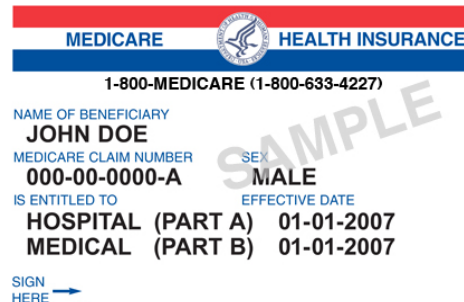 MEDICARE HEALTH INSURANCE
1-800-MEDICARE (1-800-633-4227)
NAME OF BENEFICIARY
JOHN DOE
MEDICARE CLAIM NUMBER SEX
000-00-0000-A MALE
IS ENTITLED TO EFFECTIVE DATE
HOSPITAL (PART A) 01-01-2007
MEDICAL (PART B) 01-01-2007
SIGN
HERE
SAMPLE